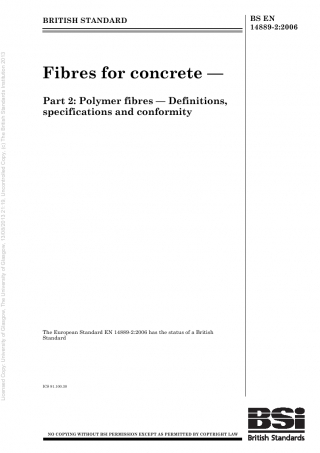 BRITISH STANDARD
BS EN
14889-2:2006
Fibres for concrete —
Part 2: Polymer fibres — Definitions,
specifications and conformity
The European Standard EN 14889-2:2006 has the status of a British
Standard
ICS 91.100.30
NO COPYING WITHOUT BSI PERMISSION EXCEPT AS PERMITTED BY COPYRIGHT LAW
BSi
British Standards
Licensed Copy: University of Glasgow, The University of Glasgow, 13/09/2013 21:18, Uncontrolled Copy, (c) The British Standards Institution 2013